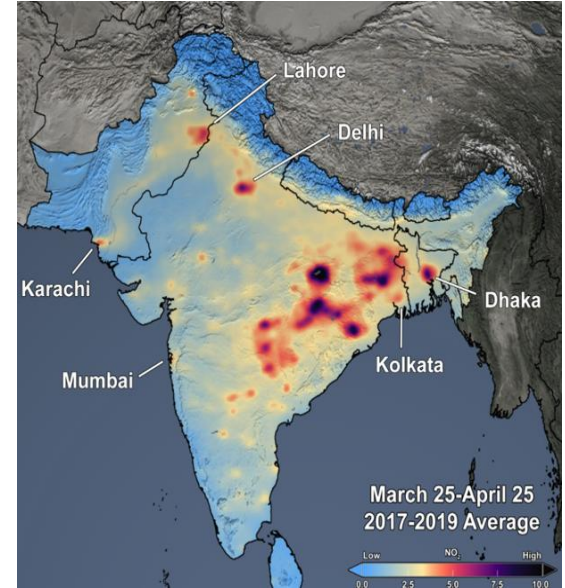 Lahore
Delhi
Karachi
Dhaka
Kolkata
Mumbai
March 25-April 25
2017-2019 Average
Low NO₂ High
0.0 2.5 5.0 7.5 10.0